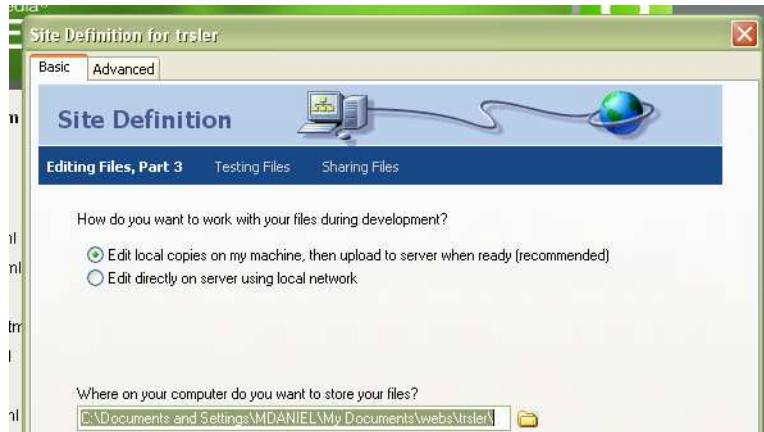 edia®
Site Definition for trsler
Basic Advanced
Site Definition
Editing Files, Part 3 Testing Files Sharing Files
How do you want to work with your files during development?
Edit local copies on my machine, then upload to server when ready (recommended)
Edit directly on server using local network
Where on your computer do you want to store your files?
C:\Documents and Settings\MDANIEL\My Documents\webs\trsler\